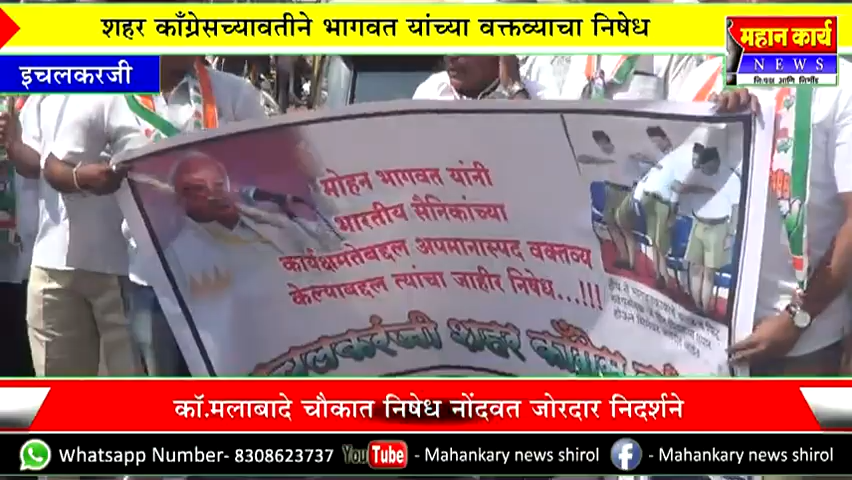 शहर काँग्रेसच्यावतीने भागवत यांच्या वक्तव्याचा निषेध
महान कार्य
NEWS
निःपक्ष आणि निर्भीड
इचलकरंजी
मोहन भागवत यांनी
भारतीय सैनिकांच्या
कार्यक्षमतेबद्दल अपमानास्पद वक्तव्य
केल्याबद्दल त्यांचा जाहीर निषेध...!!!
इचलकरंजी शहर काँग्रेस
कॉ.मलाबादे चौकात निषेध नोंदवत जोरदार निदर्शने
Whatsapp Number- 8308623737 YouTube - Mahankary news shirol f - Mahankary news shirol